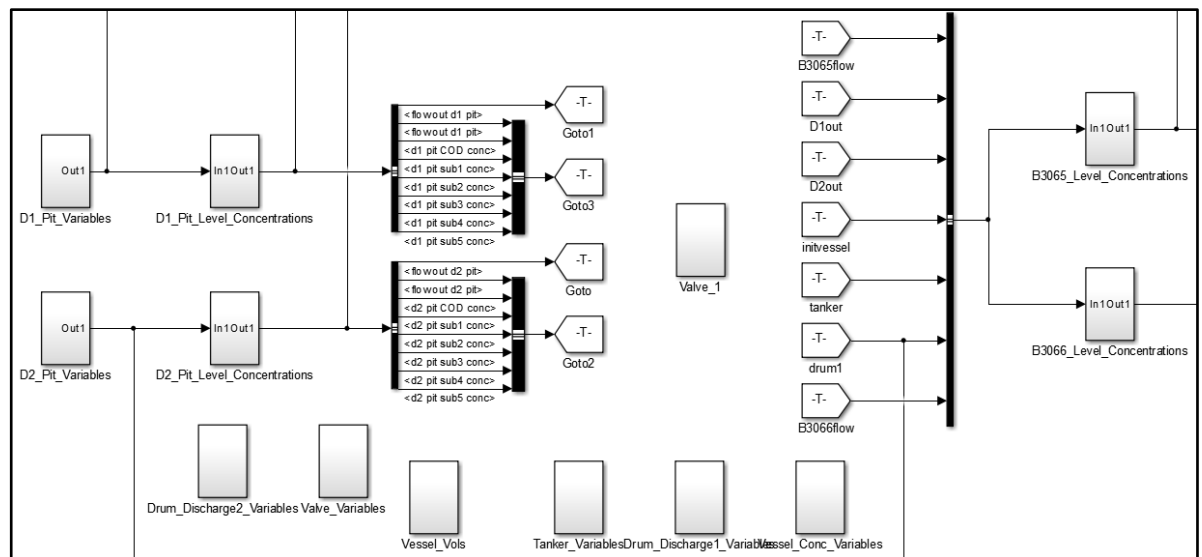 Out1
D1_Pit_Variables
In1Out1
D1_Pit_Level_Concentrations
<flowout d1 pit>
<flowout d1 pit>
<d1 pit COD conc>
<d1 pit sub1 conc>
<d1 pit sub2 conc>
<d1 pit sub3 conc>
<d1 pit sub4 conc>
<d1 pit sub5 conc>
-T-
Goto1
-T-
Goto3
Out1
D2_Pit_Variables
In1Out1
D2_Pit_Level_Concentrations
<flowout d2 pit>
<flowout d2 pit>
<d2 pit COD conc>
<d2 pit sub1 conc>
<d2 pit sub2 conc>
<d2 pit sub3 conc>
<d2 pit sub4 conc>
<d2 pit sub5 conc>
-T-
Goto
-T-
Goto2
Valve_1
-T-
B3065flow
-T-
D1out
-T-
D2out
-T-
initvessel
-T-
tanker
-T-
drum1
-T-
B3066flow
In1Out1
B3065_Level_Concentrations
In1Out1
B3066_Level_Concentrations
Drum_Discharge2_Variables
Valve_Variables
Vessel_Vols
Tanker_Variables
Drum_Discharge1_Variables
Vessel_Conc_Variables